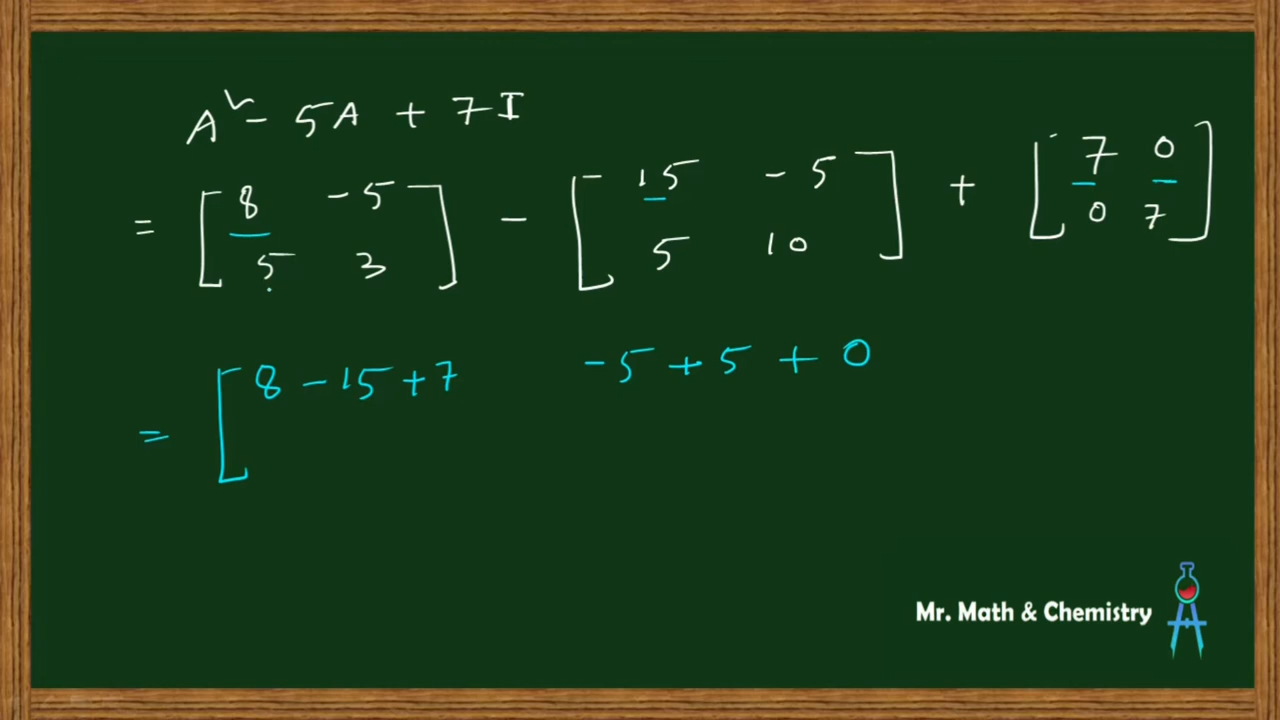 A² - 5A + 7I
= [8 -5 5 3] - [15 -5 5 10] + [7 0 0 7]
= [8 - 15 + 7 -5 + 5 + 0
Mr. Math & Chemistry